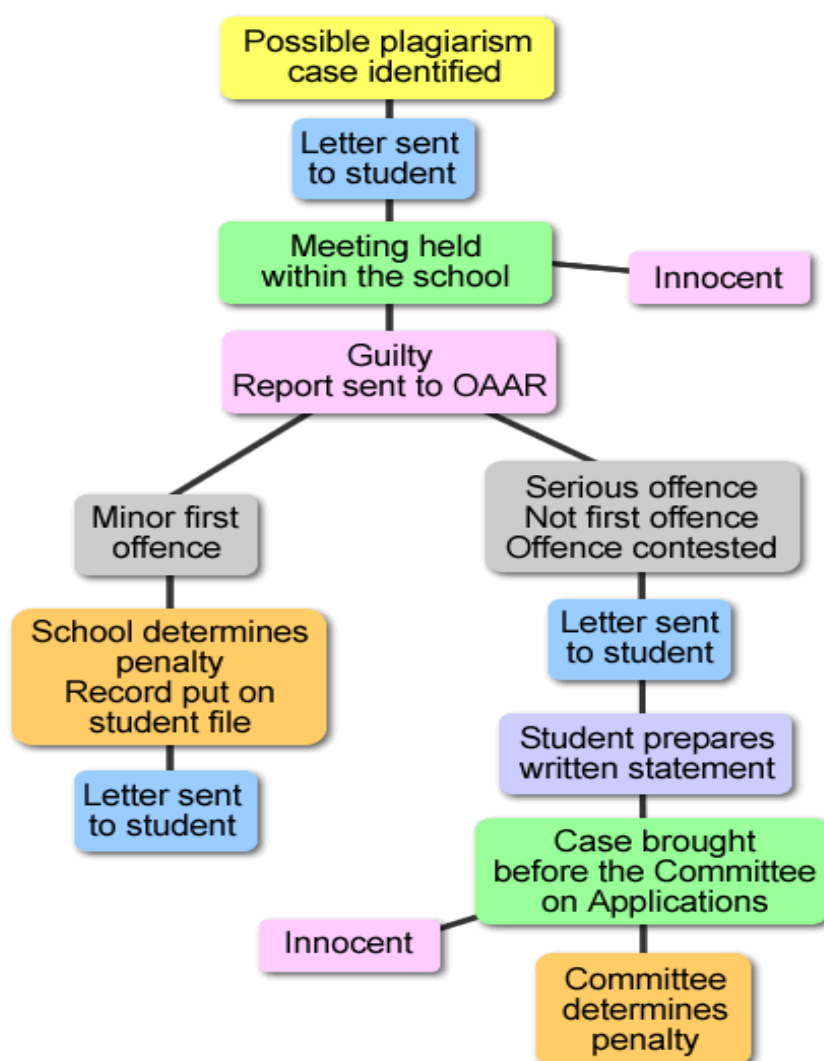 Possible plagiarism
case identified
Letter sent
to student
Meeting held
within the school
Innocent
Guilty
Report sent to OAAR
Minor first
offence
School determines
penalty
Record put on
student file
Letter sent
to student
Serious offence
Not first offence
Offence contested
Letter sent
to student
Student prepares
written statement
Case brought
before the Committee
on Applications
Innocent
Committee
determines
penalty